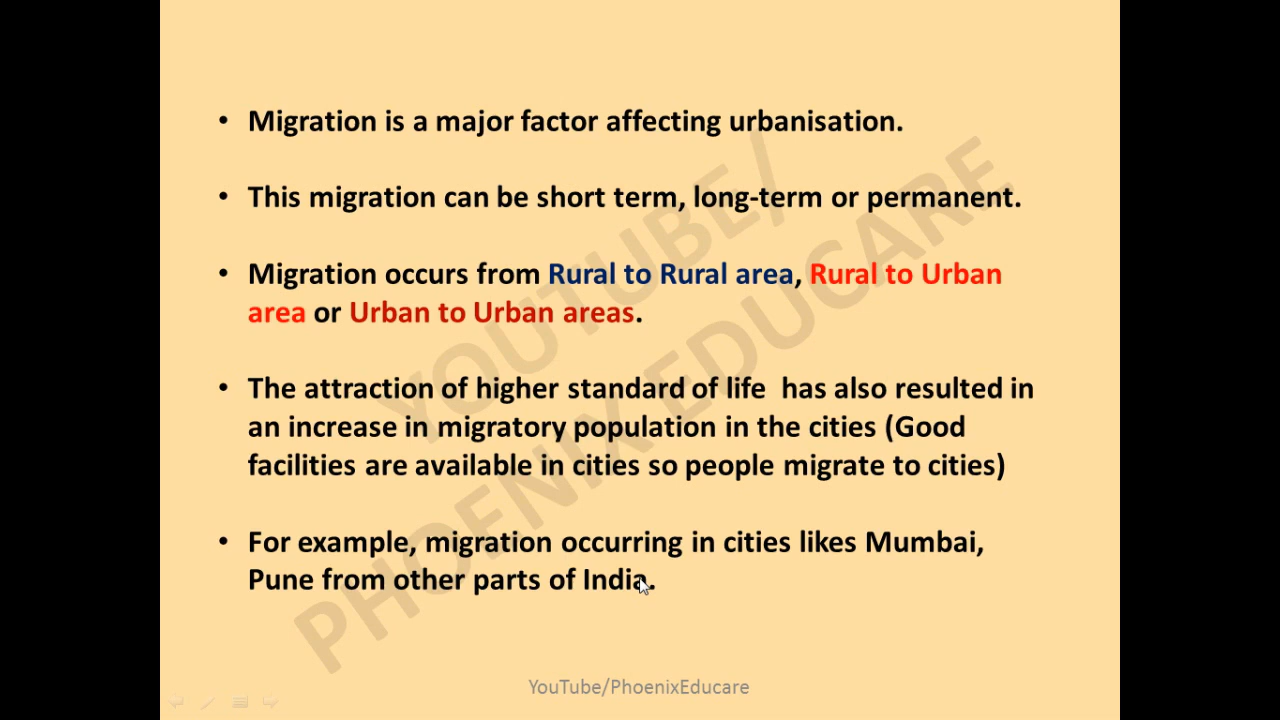 • Migration is a major factor affecting urbanisation.
• This migration can be short term, long-term or permanent.
• Migration occurs from Rural to Rural area, Rural to Urban
area or Urban to Urban areas.
• The attraction of higher standard of life  has also resulted in
an increase in migratory population in the cities (Good
facilities are available in cities so people migrate to cities)
• For example, migration occurring in cities likes Mumbai,
Pune from other parts of India.
YOUTUBE/
PHOENIX EDUCARE
YouTube/PhoenixEducare